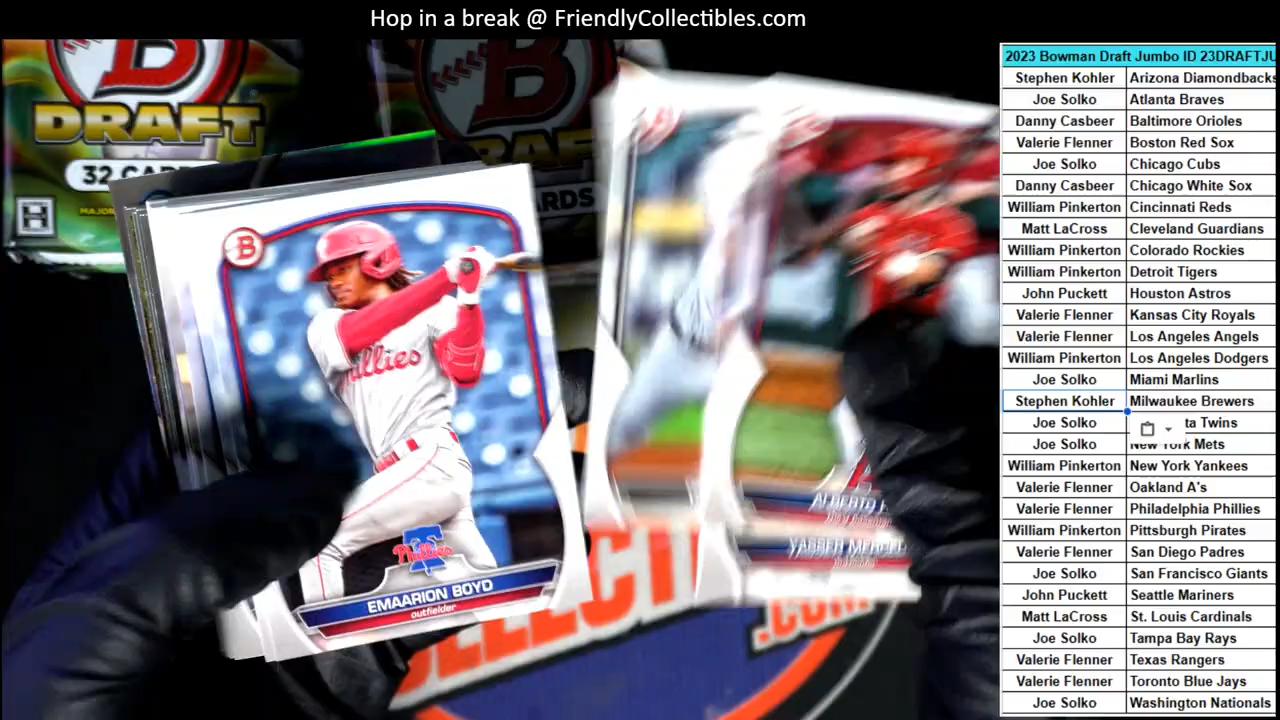 Hop in a break @ FriendlyCollectibles.com
B
DRAFT
32
B
DRAFT
B
Phillies
Phillies
EMAARION BOYD
outfielder
ALBERTO
.COM
2023 Bowman Draft Jumbo ID 23DRAFTJU
Stephen Kohler Arizona Diamondbacks
Joe Solko Atlanta Braves
Danny Casbeer Baltimore Orioles
Valerie Flenner Boston Red Sox
Joe Solko Chicago Cubs
Danny Casbeer Chicago White Sox
William Pinkerton Cincinnati Reds
Matt LaCross Cleveland Guardians
William Pinkerton Colorado Rockies
William Pinkerton Detroit Tigers
John Puckett Houston Astros
Valerie Flenner Kansas City Royals
Valerie Flenner Los Angeles Angels
William Pinkerton Los Angeles Dodgers
Joe Solko Miami Marlins
Stephen Kohler Milwaukee Brewers
Joe Solko ta Twins
Joe Solko New York Mets
William Pinkerton New York Yankees
Valerie Flenner Oakland A's
Valerie Flenner Philadelphia Phillies
William Pinkerton Pittsburgh Pirates
Valerie Flenner San Diego Padres
Joe Solko San Francisco Giants
John Puckett Seattle Mariners
Matt LaCross St. Louis Cardinals
Joe Solko Tampa Bay Rays
Valerie Flenner Texas Rangers
Valerie Flenner Toronto Blue Jays
Joe Solko Washington Nationals